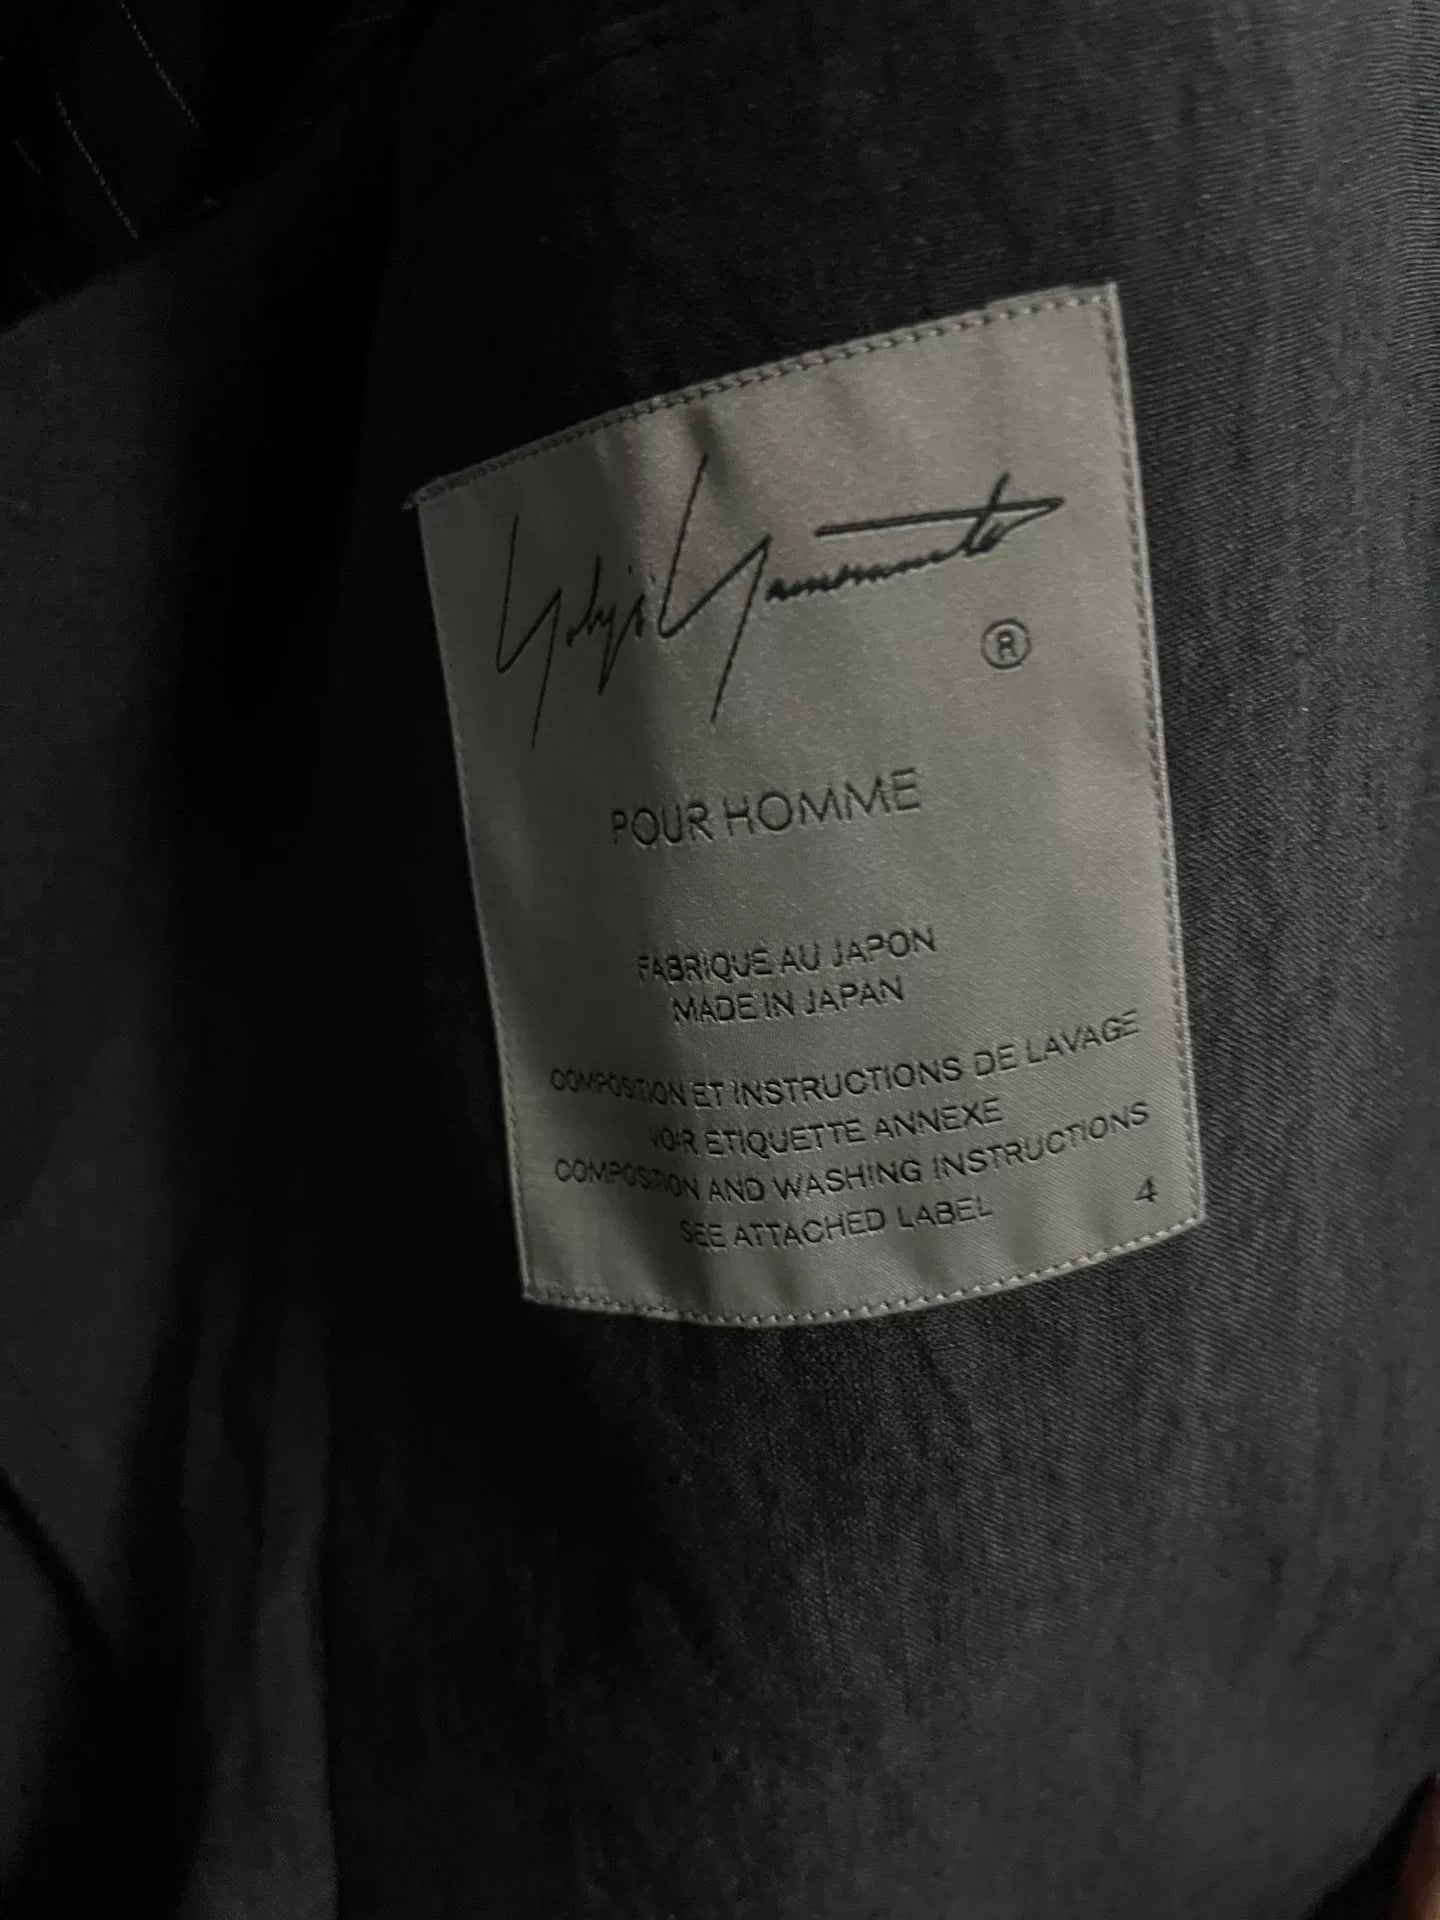 Yohji Yamamoto
®
POUR HOMME
FABRIQUE AU JAPON
MADE IN JAPAN
COMPOSITION ET INSTRUCTIONS DE LAVAGE
VOIR ETIQUETTE ANNEXE
COMPOSITION AND WASHING INSTRUCTIONS
SEE ATTACHED LABEL
4